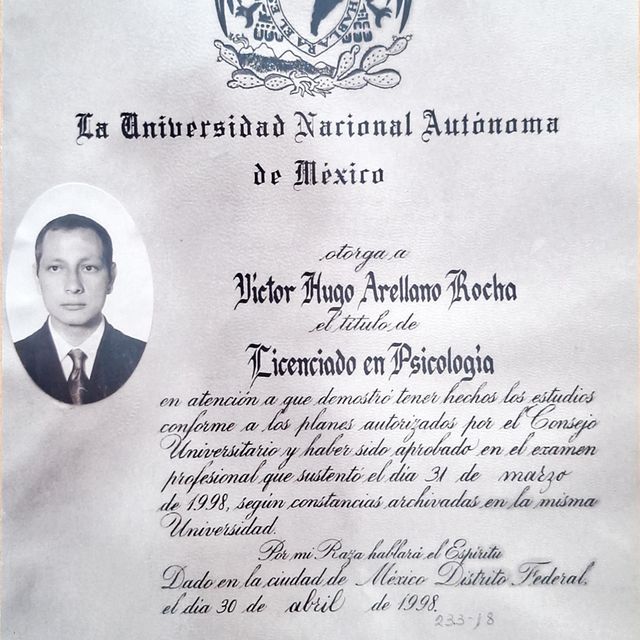 HABLARA EL E
La Universidad Nacional Autónoma
de México
otorga a
Víctor Hugo Arellano Rocha
el título de
Licenciado en Psicología
en atención a que demostró tener hechos los estudios
conforme a los planes autorizados por el Consejo
Universitario y haber sido aprobado en el examen
profesional que sustentó el día 31 de marzo
de 1998, según constancias archivadas en la misma
Universidad.
Por mi Raza hablará el Espíritu
Dado en la ciudad de México Distrito Federal,
el día 30 de abril de 1998.
233-18